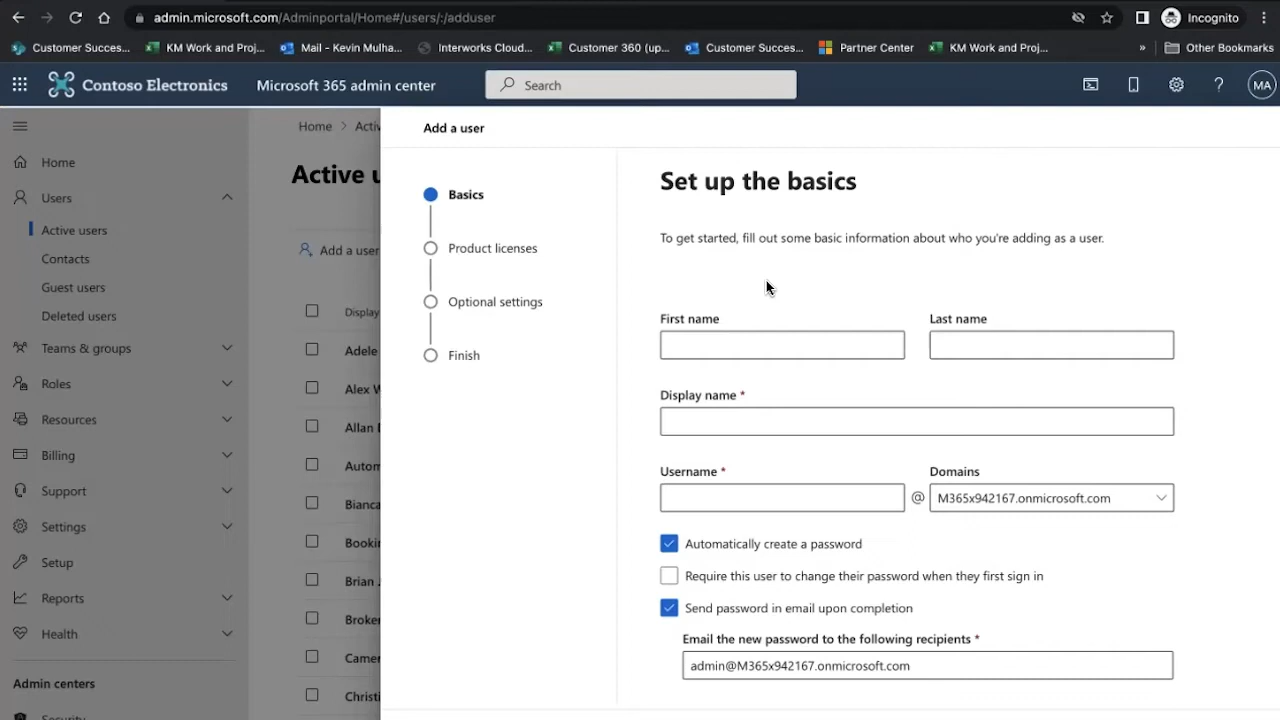 admin.microsoft.com/Adminportal/Home#/users/:/adduser
Incognito
Customer Succes...
KM Work and Proj...
Mail - Kevin Mulha...
Interworks Cloud...
Customer 360 (up...
Customer Succes...
Partner Center
KM Work and Proj...
»
Other Bookmarks
Contoso Electronics
Microsoft 365 admin center
Search
?
MA
Home
Users
Active users
Contacts
Guest users
Deleted users
Teams & groups
Roles
Resources
Billing
Support
Settings
Setup
Reports
Health
Admin centers
Security
Home > Activ
Active u
Add a user
Display
Adele
Alex W
Allan D
Autom
Bianca
Bookin
Brian J
Broker
Camer
Christi
Add a user
Basics
Product licenses
Optional settings
Finish
Set up the basics
To get started, fill out some basic information about who you're adding as a user.
First name
Last name
Display name *
Username *
Domains
@
M365x942167.onmicrosoft.com
Automatically create a password
Require this user to change their password when they first sign in
Send password in email upon completion
Email the new password to the following recipients *
admin@M365x942167.onmicrosoft.com